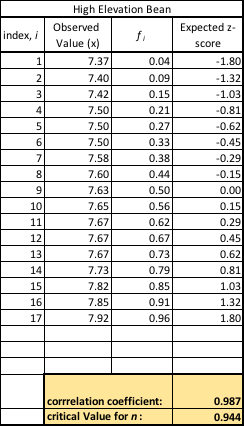 High Elevation Bean
index, i Observed Value (x) f i Expected z-score
1 7.37 0.04 -1.80
2 7.40 0.09 -1.32
3 7.42 0.15 -1.03
4 7.50 0.21 -0.81
5 7.50 0.27 -0.62
6 7.50 0.33 -0.45
7 7.58 0.38 -0.29
8 7.60 0.44 -0.15
9 7.63 0.50 0.00
10 7.65 0.56 0.15
11 7.67 0.62 0.29
12 7.67 0.67 0.45
13 7.67 0.73 0.62
14 7.73 0.79 0.81
15 7.82 0.85 1.03
16 7.85 0.91 1.32
17 7.92 0.96 1.80
corrrelation coefficient: 0.987
critical Value for n: 0.944